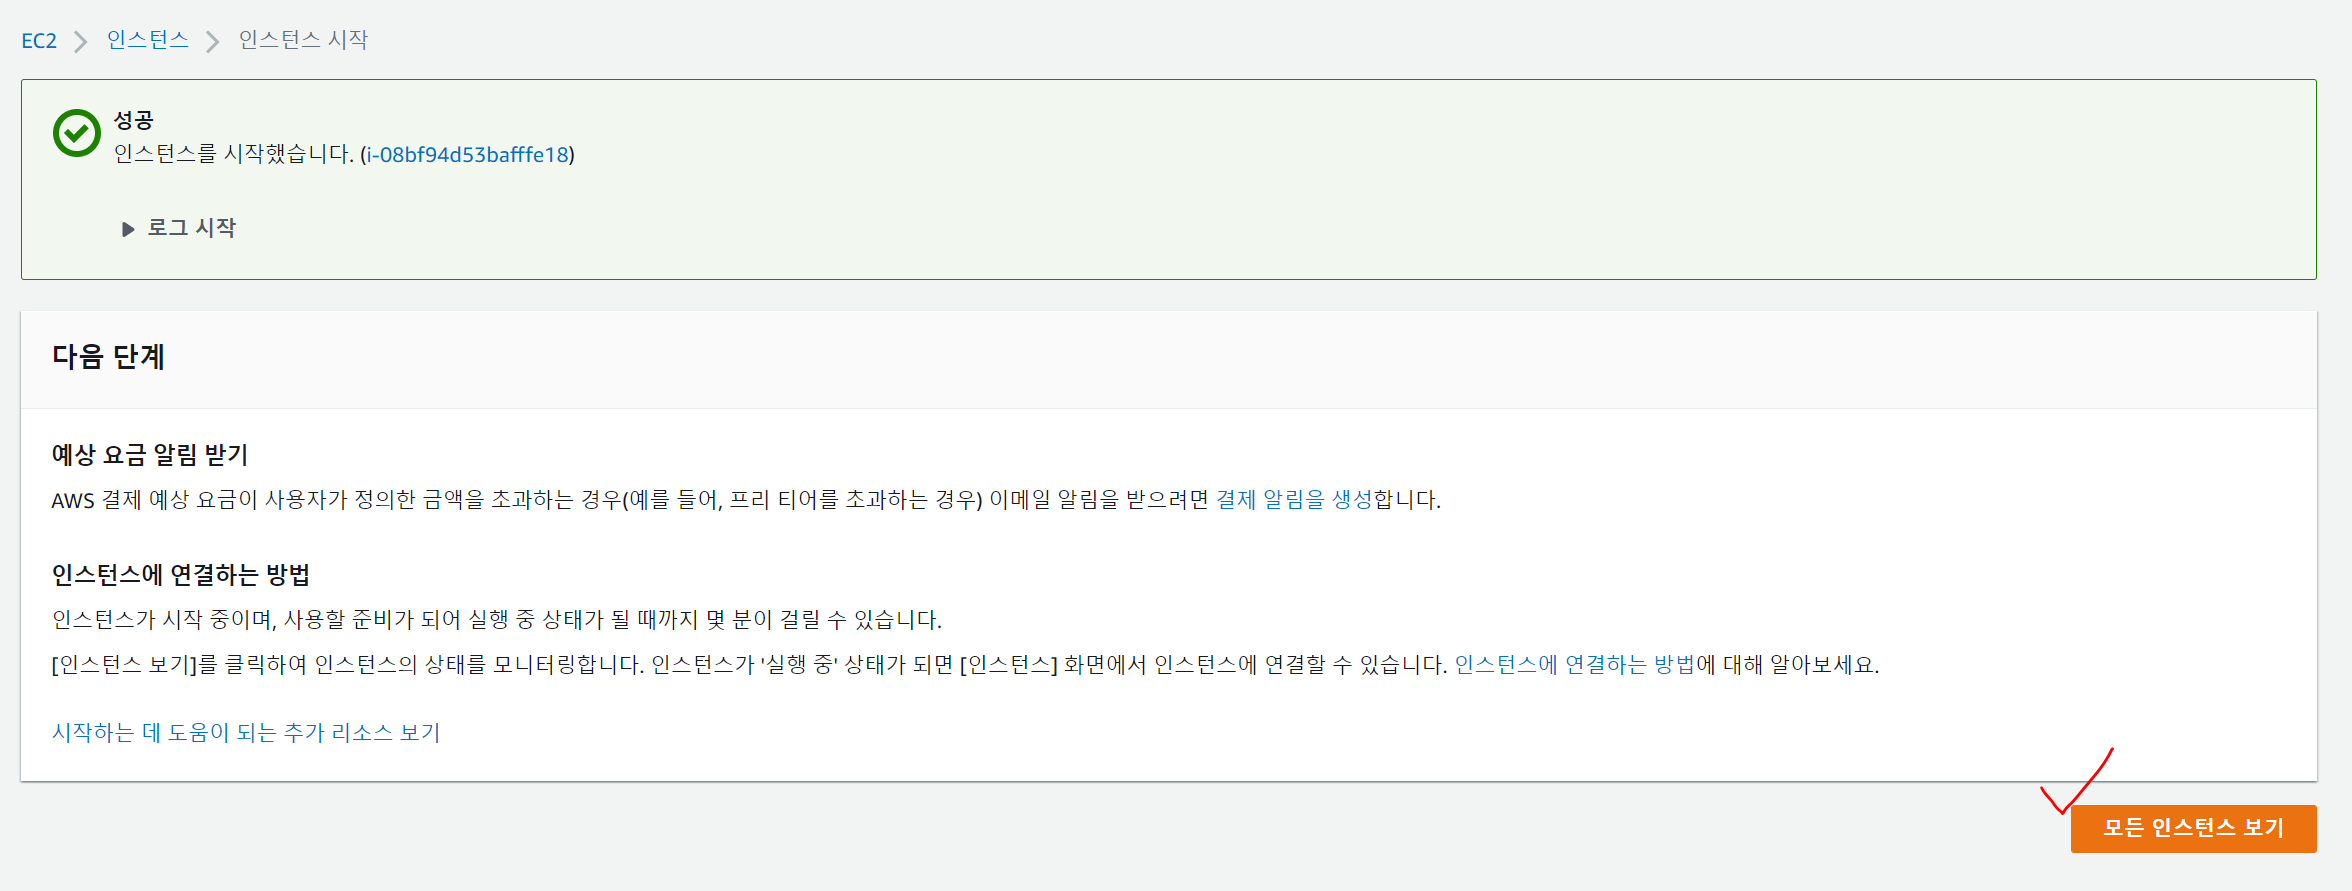 EC2 인스턴스 인스턴스 시작
성공
인스턴스를 시작했습니다. (i-08bf94d53bafffe18)
로그 시작
다음 단계
예상 요금 알림 받기
AWS 결제 예상 요금이 사용자가 정의한 금액을 초과하는 경우(예를 들어, 프리 티어를 초과하는 경우) 이메일 알림을 받으려면 결제 알림을 생성합니다.
인스턴스에 연결하는 방법
인스턴스가 시작 중이며, 사용할 준비가 되어 실행 중 상태가 될 때까지 몇 분이 걸릴 수 있습니다.
[인스턴스 보기]를 클릭하여 인스턴스의 상태를 모니터링합니다. 인스턴스가 '실행 중' 상태가 되면 [인스턴스] 화면에서 인스턴스에 연결할 수 있습니다. 인스턴스에 연결하는 방법에 대해 알아보세요.
시작하는 데 도움이 되는 추가 리소스 보기
모든 인스턴스 보기